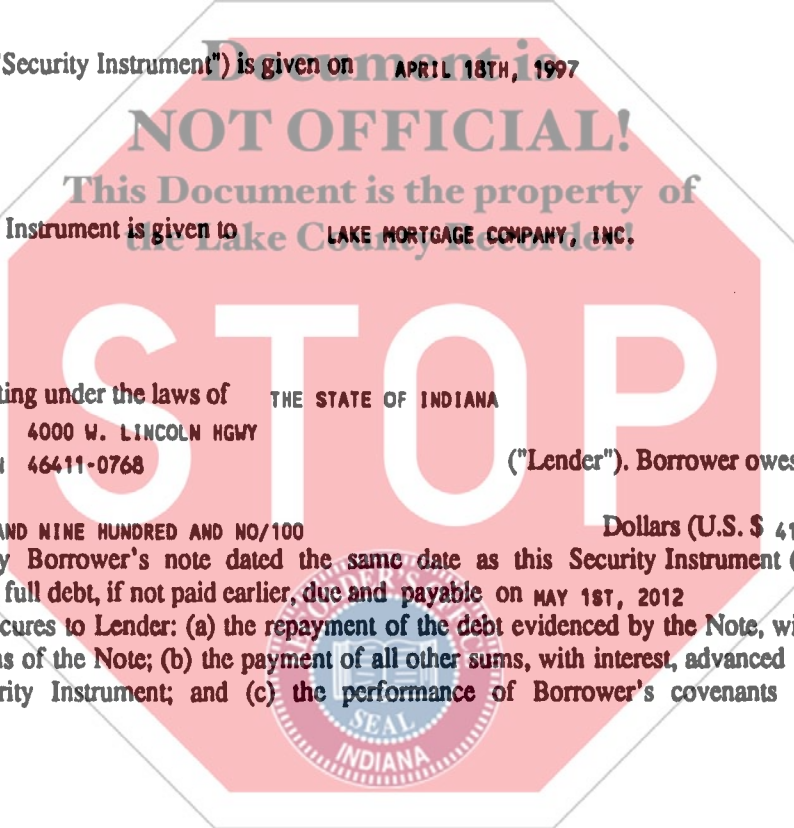 Document is
"Security Instrument") is given on APRIL 18TH, 1997
NOT OFFICIAL!
This Document is the property of
Instrument is given to LAKE MORTGAGE COMPANY, INC.
the Lake County Recorder!
STOP
ting under the laws of THE STATE OF INDIANA
4000 W. LINCOLN HGWY
46411-0768 ("Lender"). Borrower owes
AND NINE HUNDRED AND NO/100 Dollars (U.S. $ 41
y Borrower's note dated the same date as this Security Instrument (
full debt, if not paid earlier, due and payable on MAY 1ST, 2012
cures to Lender: (a) the repayment of the debt evidenced by the Note, wi
ns of the Note; (b) the payment of all other sums, with interest, advanced
rity Instrument; and (c) the performance of Borrower's covenants
RECORDER'S OFFICE
SEAL
INDIANA